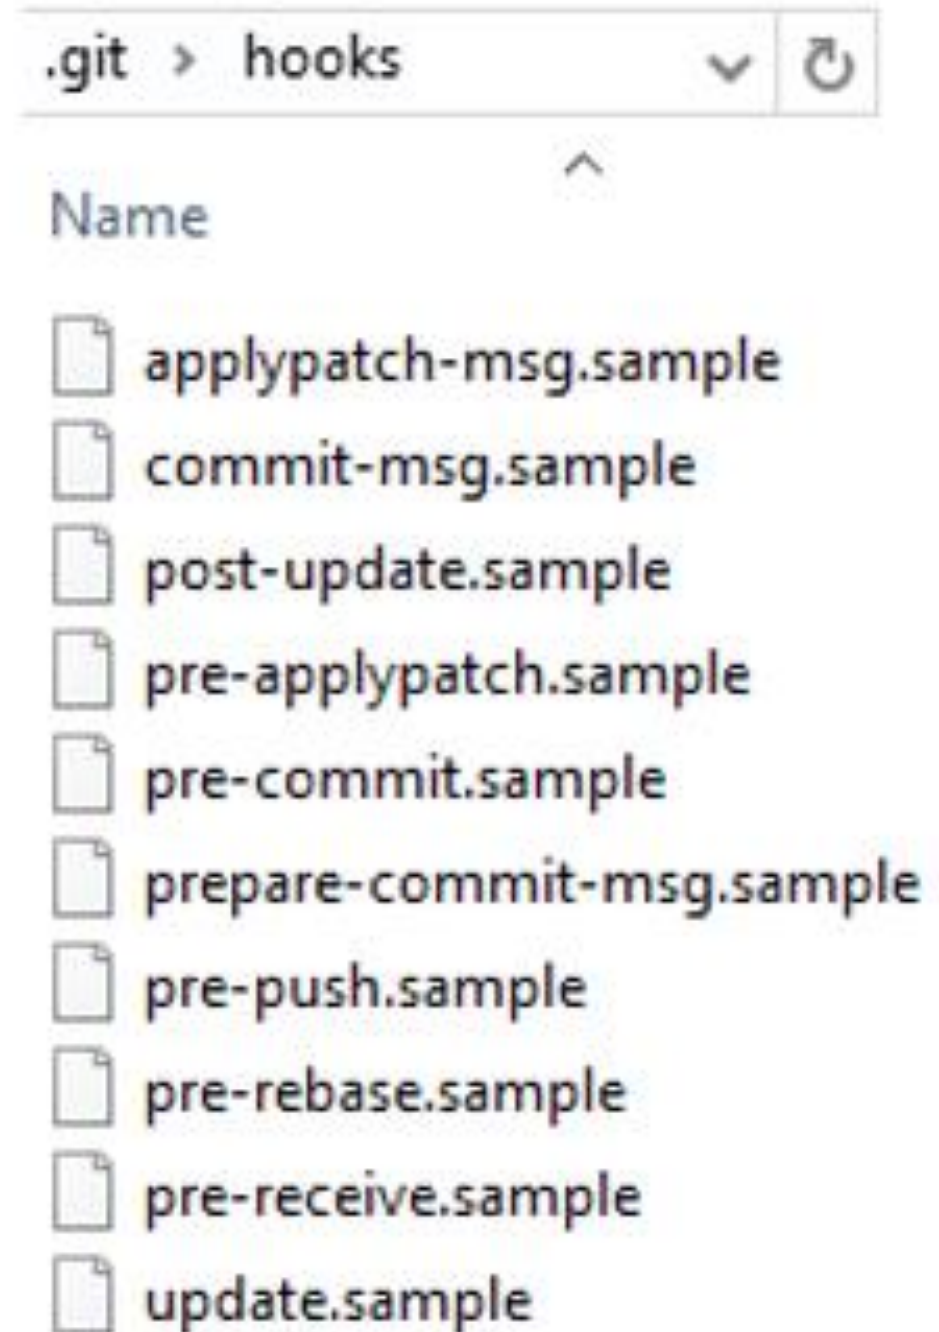 .git > hooks
Name
applypatch-msg.sample
commit-msg.sample
post-update.sample
pre-applypatch.sample
pre-commit.sample
prepare-commit-msg.sample
pre-push.sample
pre-rebase.sample
pre-receive.sample
update.sample